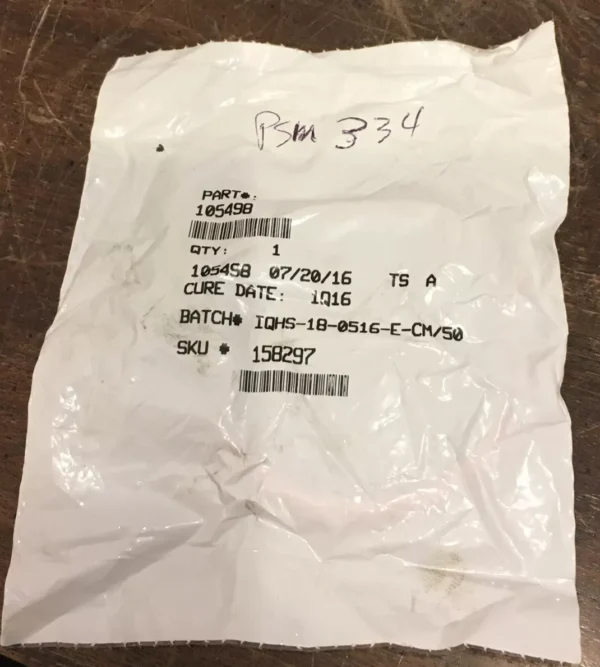 PSM 334
PART#:
105498
QTY: 1
105498 07/20/16 TS A
CURE DATE: 1Q16
BATCH# IQHS-18-0516-E-CM/50
SKU # 158297